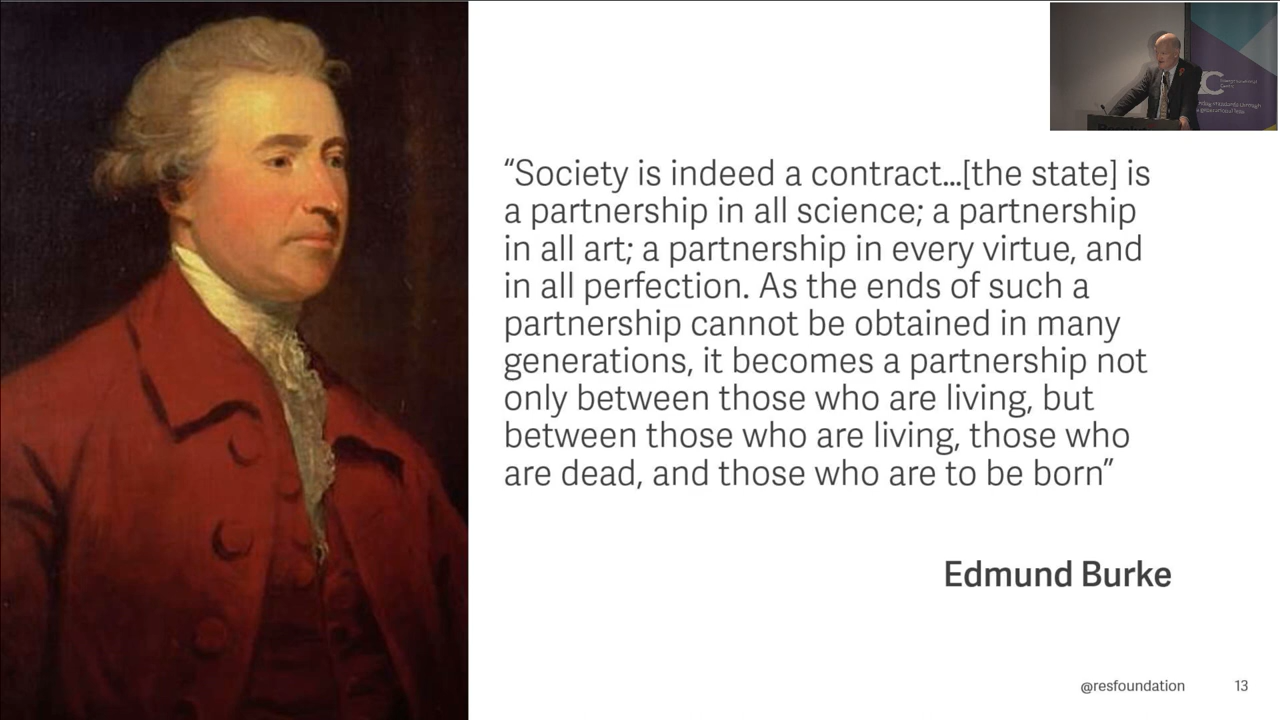 “Society is indeed a contract…[the state] is
a partnership in all science; a partnership
in all art; a partnership in every virtue, and
in all perfection. As the ends of such a
partnership cannot be obtained in many
generations, it becomes a partnership not
only between those who are living, but
between those who are living, those who
are dead, and those who are to be born”
Edmund Burke
@resfoundation
13